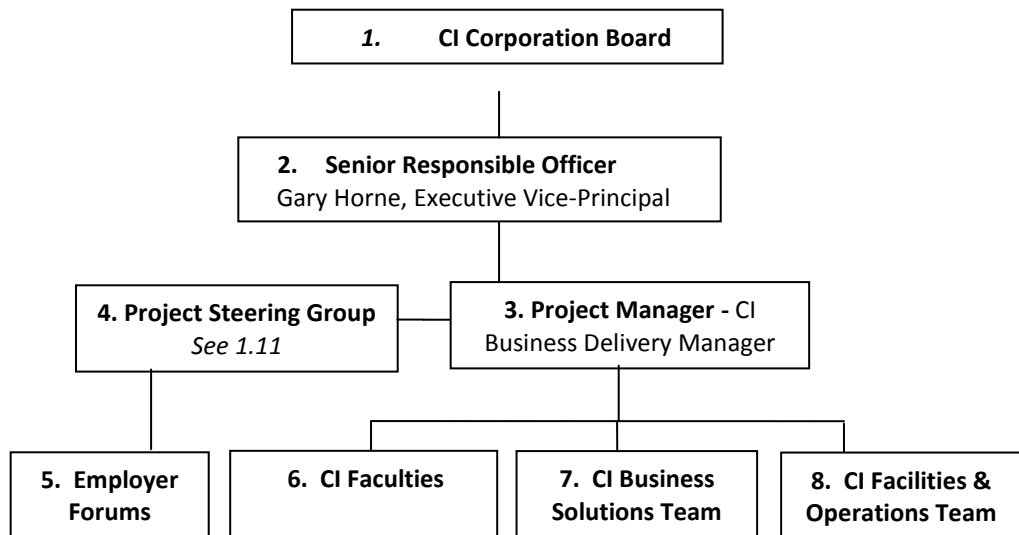 1. CI Corporation Board
2. Senior Responsible Officer
Gary Horne, Executive Vice-Principal
4. Project Steering Group
See 1.11
3. Project Manager - CI
Business Delivery Manager
5. Employer
Forums
6. CI Faculties
7. CI Business
Solutions Team
8. CI Facilities &
Operations Team